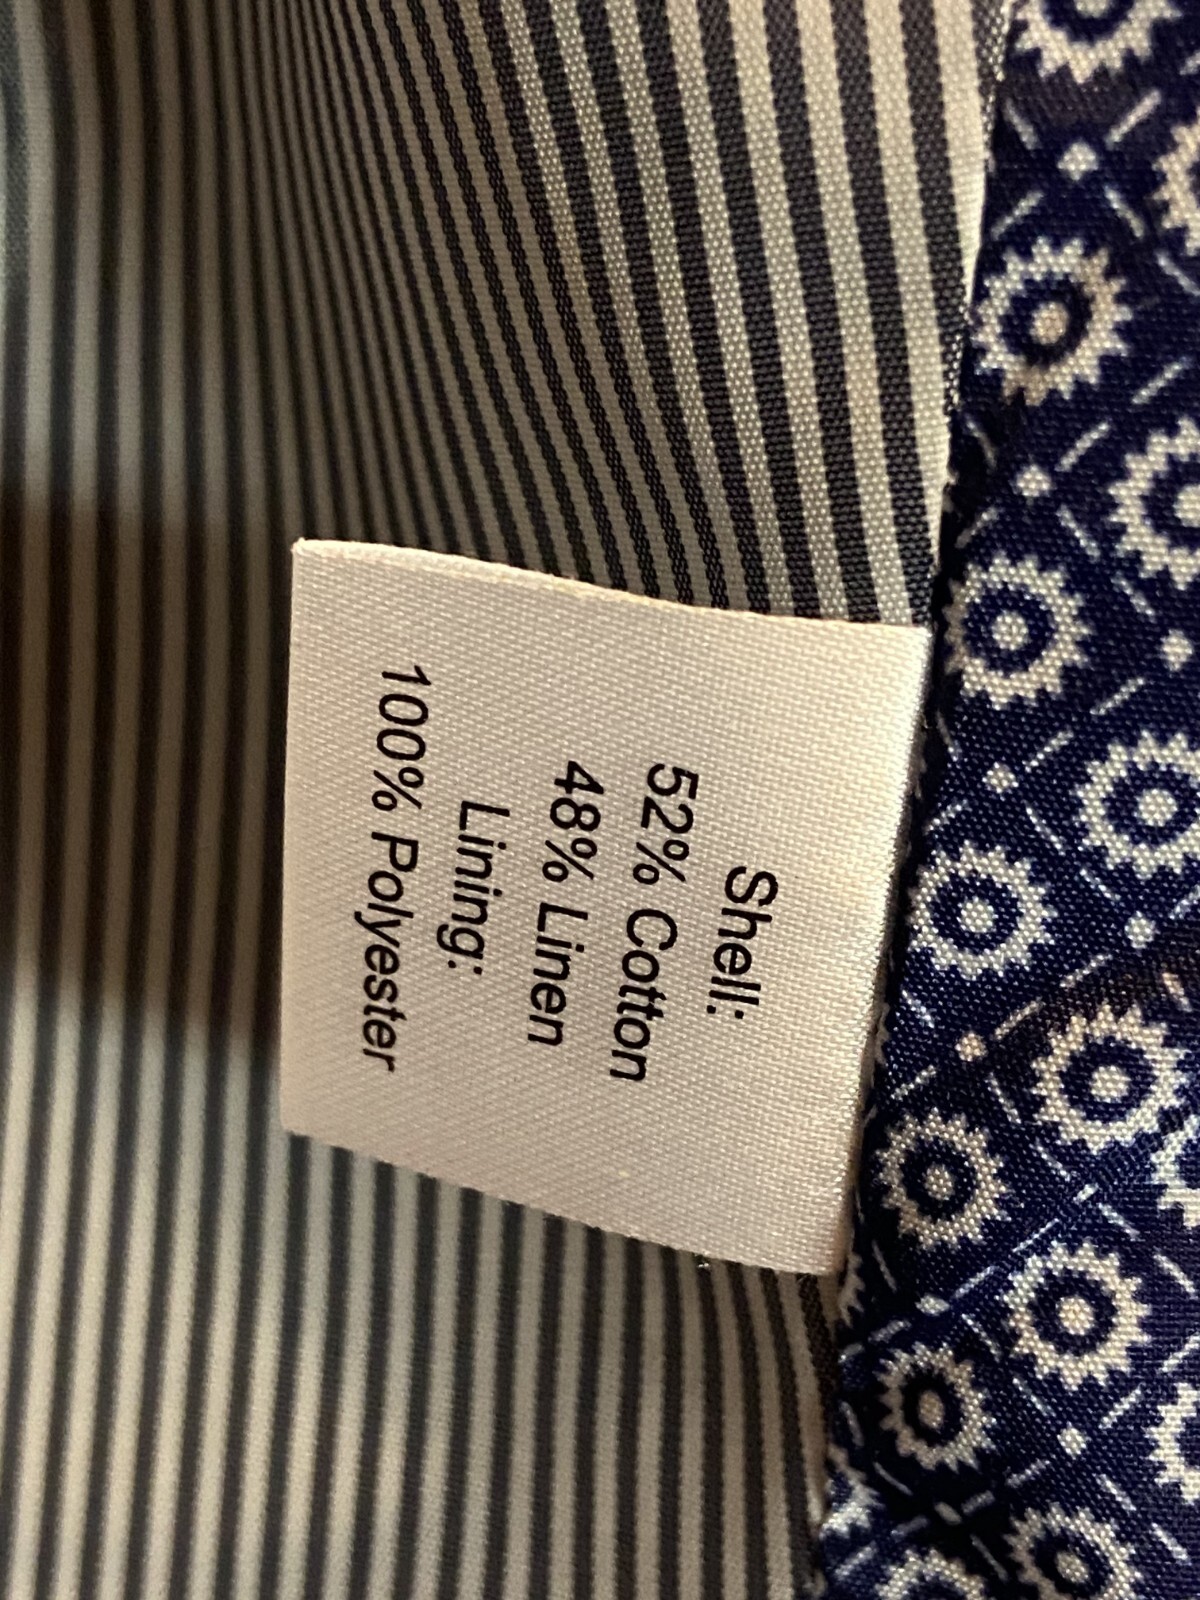 Shell:
52% Cotton
48% Linen
Lining:
100% Polyester